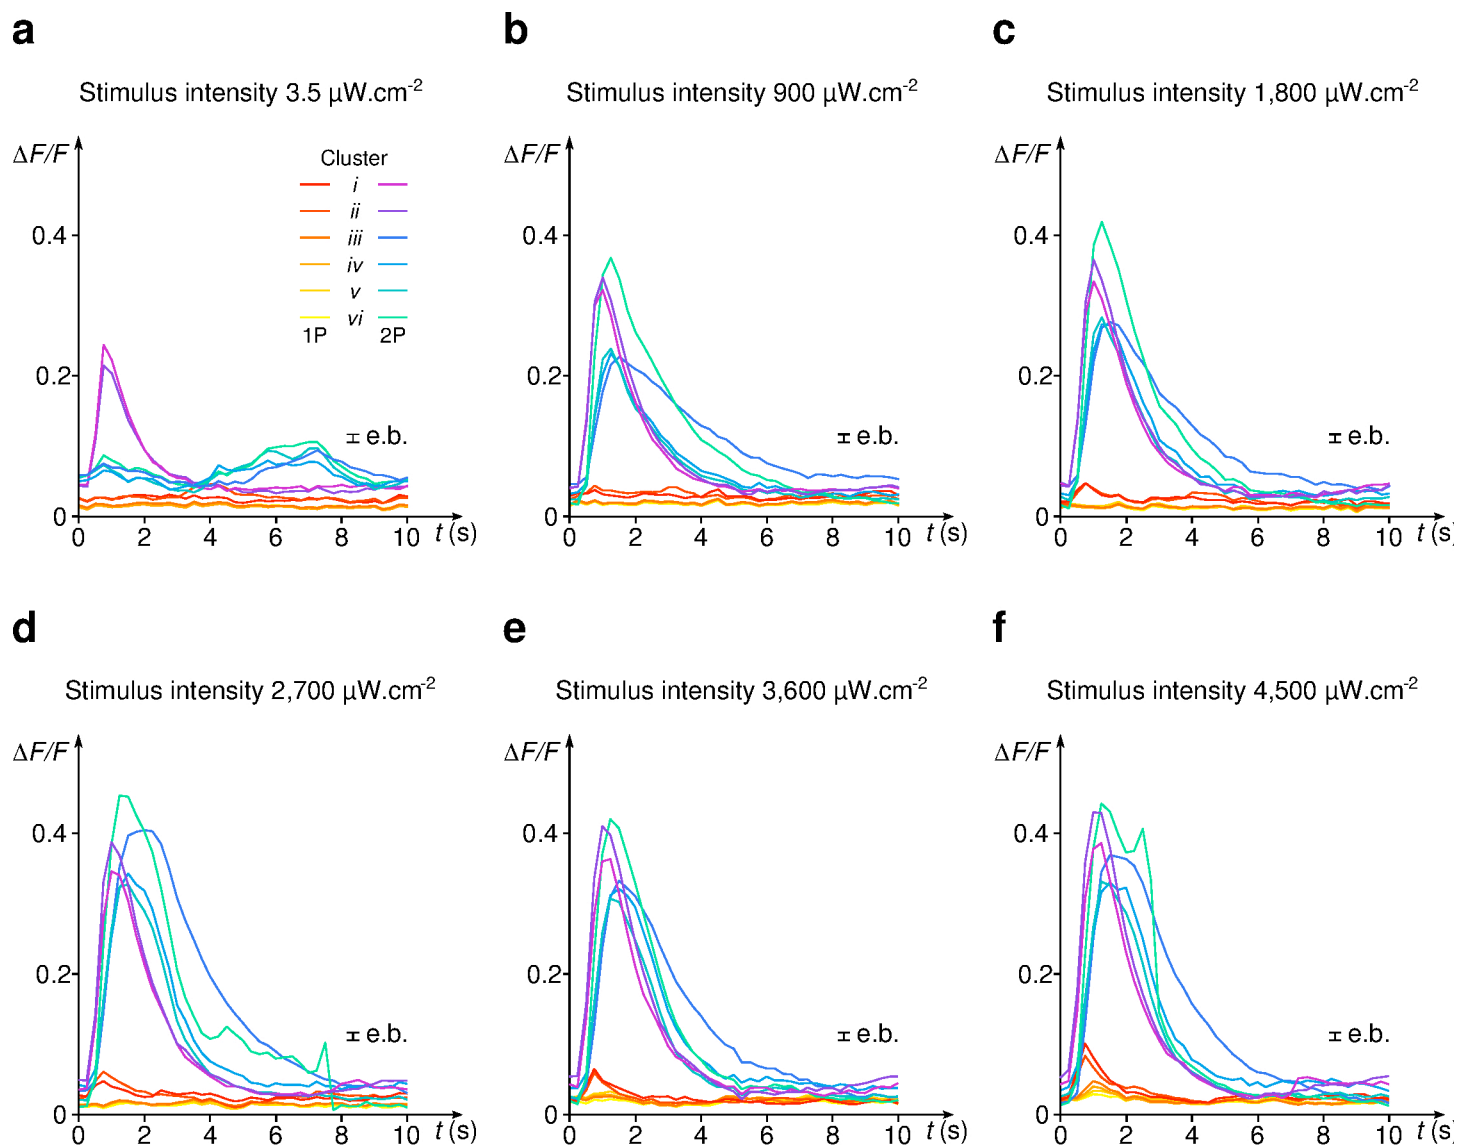 a
b
c
Stimulus intensity 3.5 µW.cm-2
Stimulus intensity 900 µW.cm-2
Stimulus intensity 1,800 µW.cm-2
ΔF/F
Cluster
i
ii
iii
iv
v
vi
1P
2P
0.4
0.2
0
e.b.
0 2 4 6 8 10 t (s)
ΔF/F
0.4
0.2
0
e.b.
0 2 4 6 8 10 t (s)
ΔF/F
0.4
0.2
0
e.b.
0 2 4 6 8 10 t (s)
d
e
f
Stimulus intensity 2,700 µW.cm-2
Stimulus intensity 3,600 µW.cm-2
Stimulus intensity 4,500 µW.cm-2
ΔF/F
0.4
0.2
0
e.b.
0 2 4 6 8 10 t (s)
ΔF/F
0.4
0.2
0
e.b.
0 2 4 6 8 10 t (s)
ΔF/F
0.4
0.2
0
e.b.
0 2 4 6 8 10 t (s)